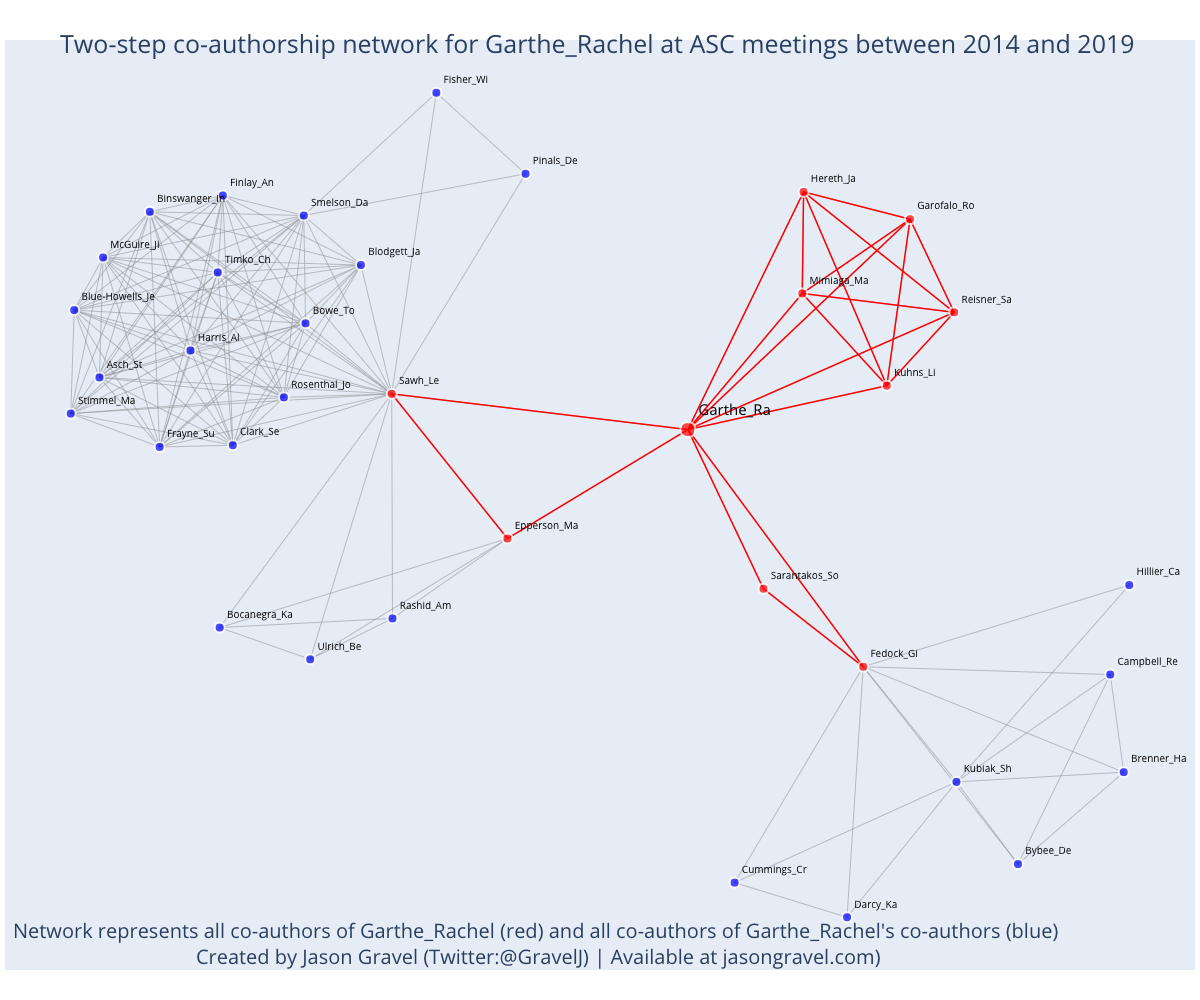 Two-step co-authorship network for Garthe_Rachel at ASC meetings between 2014 and 2019
Fisher_Wi
Pinals_De
Finlay_An
Hereth_Ja
Binswanger_In
Smelson_Da
Garofalo_Ro
McGuire_Ji
Blodgett_Ja
Timko_Ch
Mimiaga_Ma
Blue-Howells_Je
Reisner_Sa
Bowe_To
Harris_Al
Asch_St
Kuhns_Li
Sawh_Le
Rosenthal_Jo
Stimmel_Ma
Garthe_Ra
Frayne_Su
Clark_Se
Epperson_Ma
Hillier_Ca
Sarantakos_So
Rashid_Am
Bocanegra_Ka
Ulrich_Be
Fedock_Gi
Campbell_Re
Brenner_Ha
Kubiak_Sh
Bybee_De
Cummings_Cr
Darcy_Ka
Network represents all co-authors of Garthe_Rachel (red) and all co-authors of Garthe_Rachel's co-authors (blue)
Created by Jason Gravel (Twitter:@GravelJ) | Available at jasongravel.com)